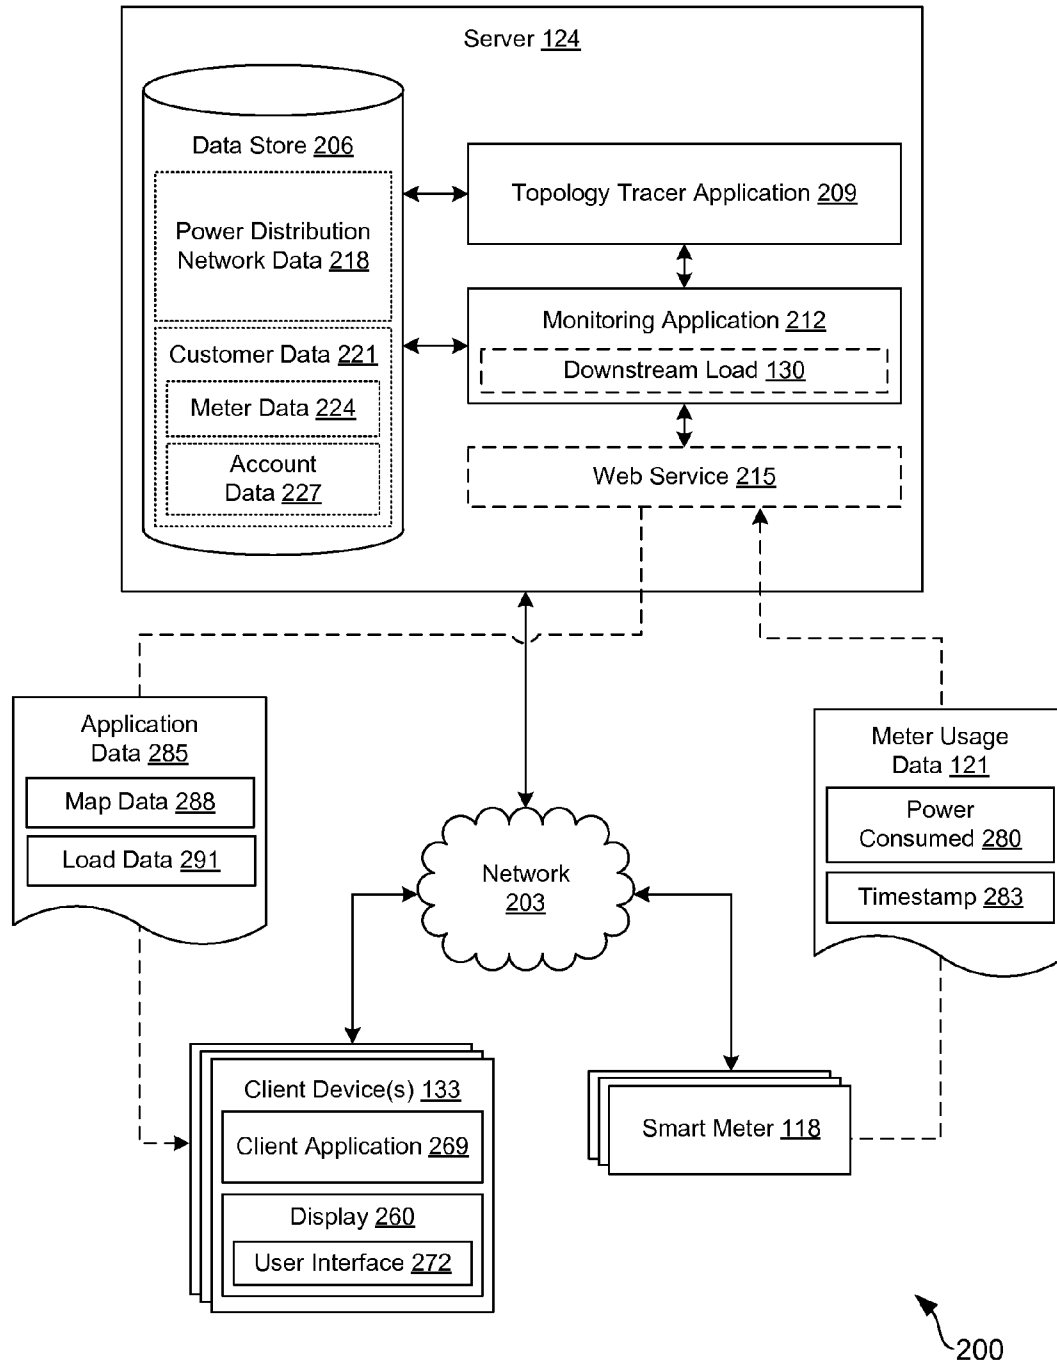 Server 124
Data Store 206
Power Distribution
Network Data 218
Customer Data 221
Meter Data 224
Account
Data 227
Topology Tracer Application 209
Monitoring Application 212
Downstream Load 130
Web Service 215
Application
Data 285
Map Data 288
Load Data 291
Network
203
Meter Usage
Data 121
Power
Consumed 280
Timestamp 283
Client Device(s) 133
Client Application 269
Display 260
User Interface 272
Smart Meter 118
200